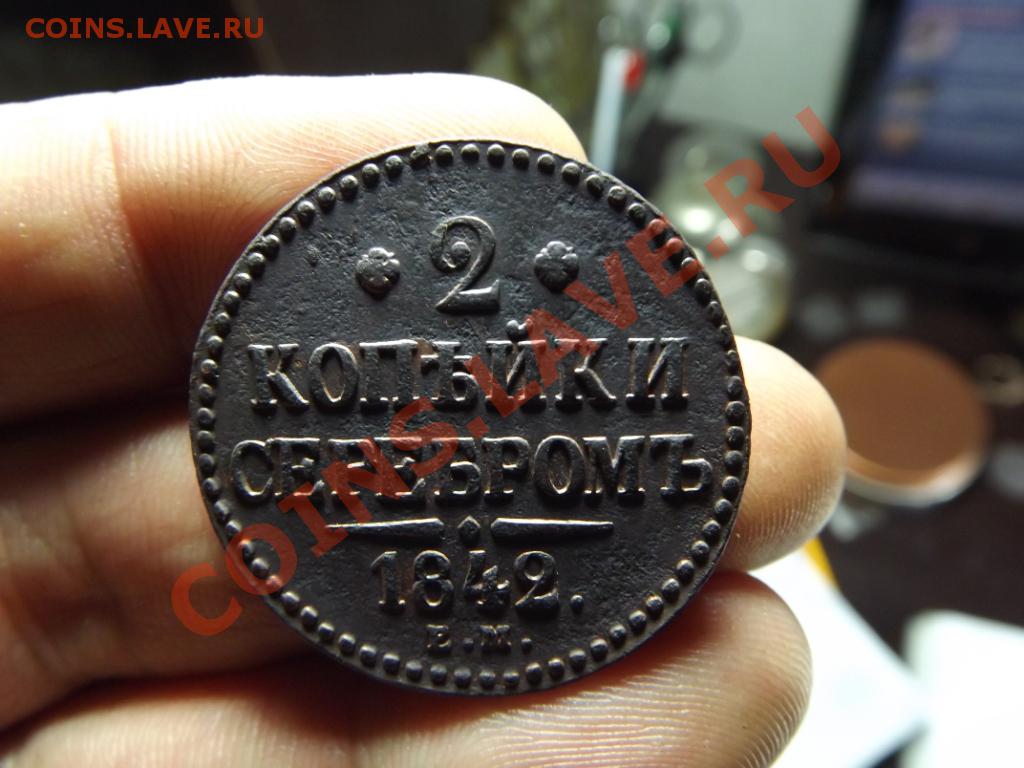 COINS.LAVE.RU
2
КОПѢЙКИ
СЕРЕБРОМЪ
1842.
Е.М.
COINS.LAVE.RU